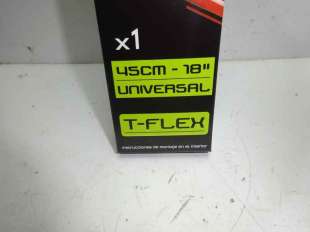 x1
45CM - 18"
UNIVERSAL
T-FLEX
instrucciones de montaje en el interior